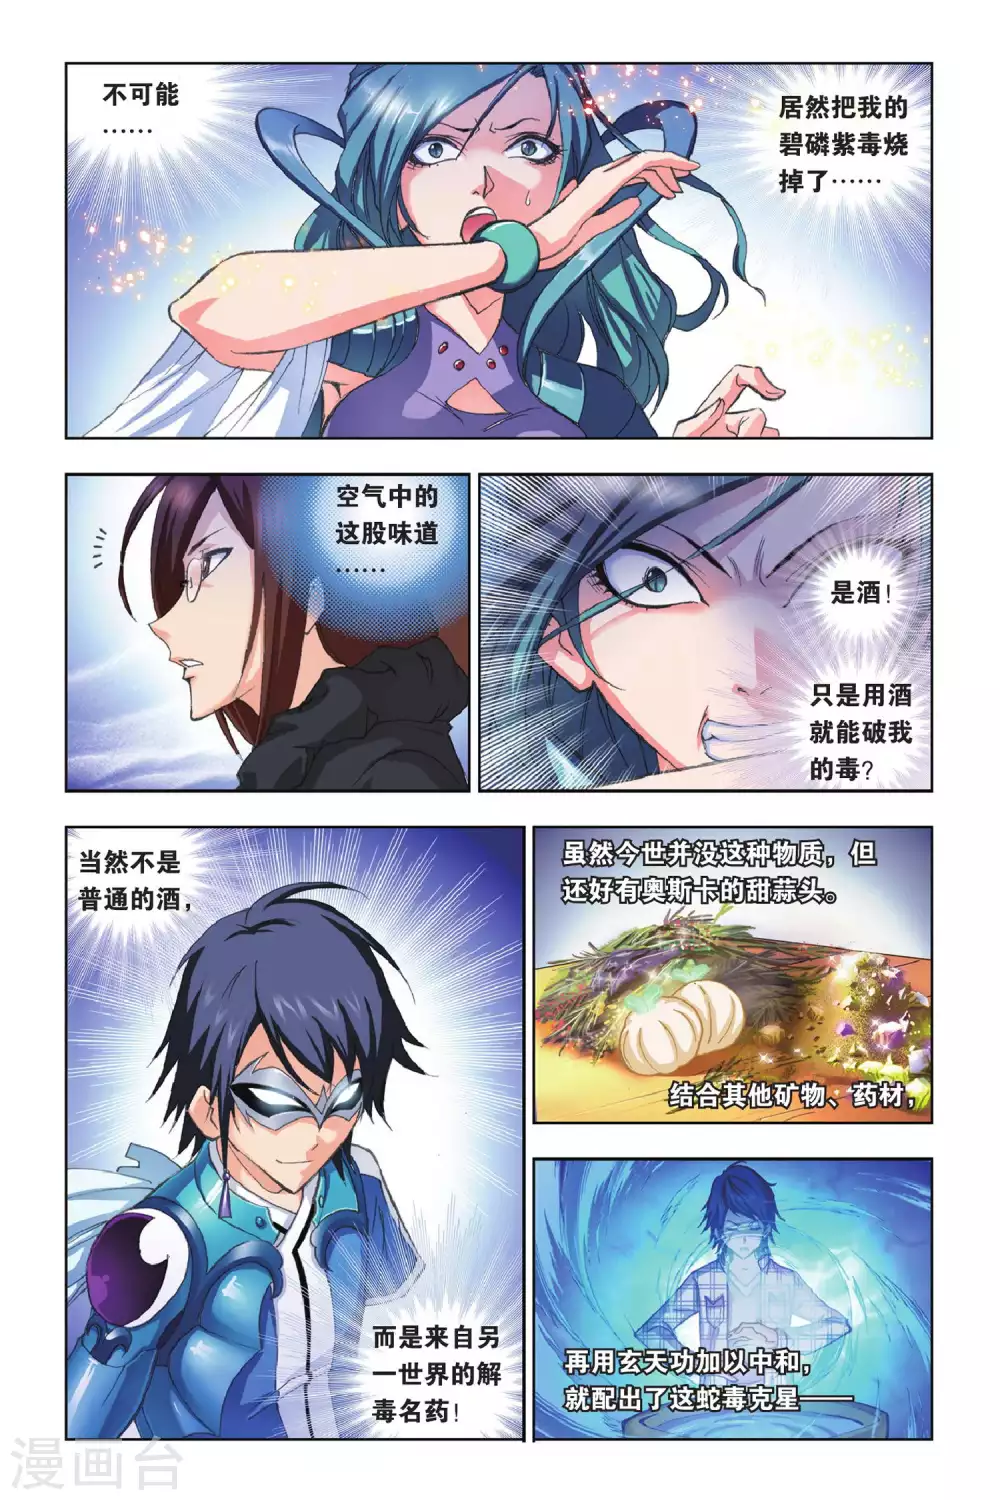 不可能
……
居然把我的
碧磷紫毒烧
掉了……
空气中的
这股味道
……
是酒！
只是用酒
就能破我
的毒？
当然不是
普通的酒，
而是来自另
一世界的解
毒名药！
虽然今世并没这种物质，但
还好有奥斯卡的甜蒜头。
结合其他矿物、药材，
再用玄天功加以中和，
就配出了这蛇毒克星——
漫画台